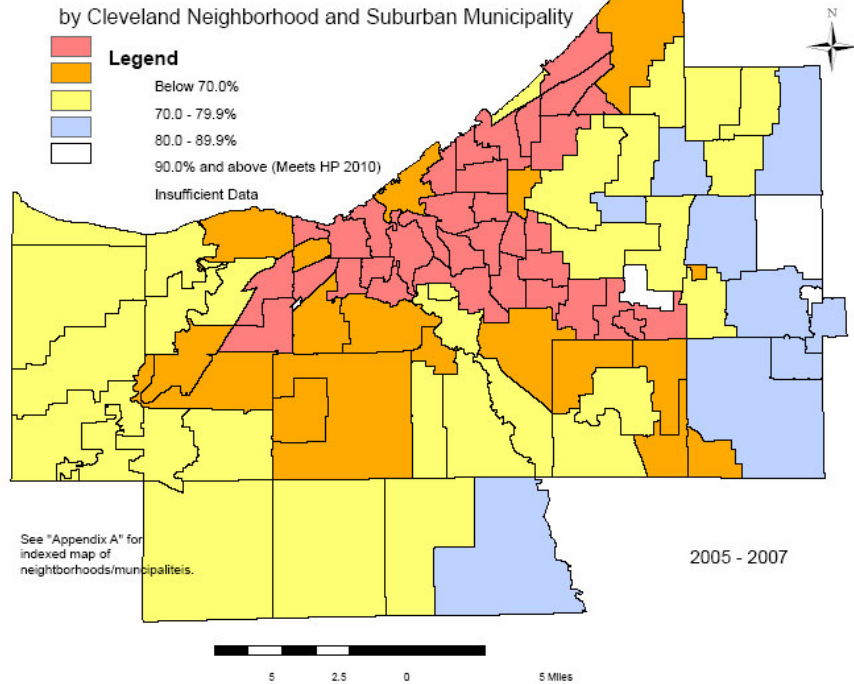 by Cleveland Neighborhood and Suburban Municipality
N
Legend
Below 70.0%
70.0 - 79.9%
80.0 - 89.9%
90.0% and above (Meets HP 2010)
Insufficient Data
See "Appendix A" for
indexed map of
neightborhoods/muncipaliteis.
2005 - 2007
5 2.5 0 5 Miles